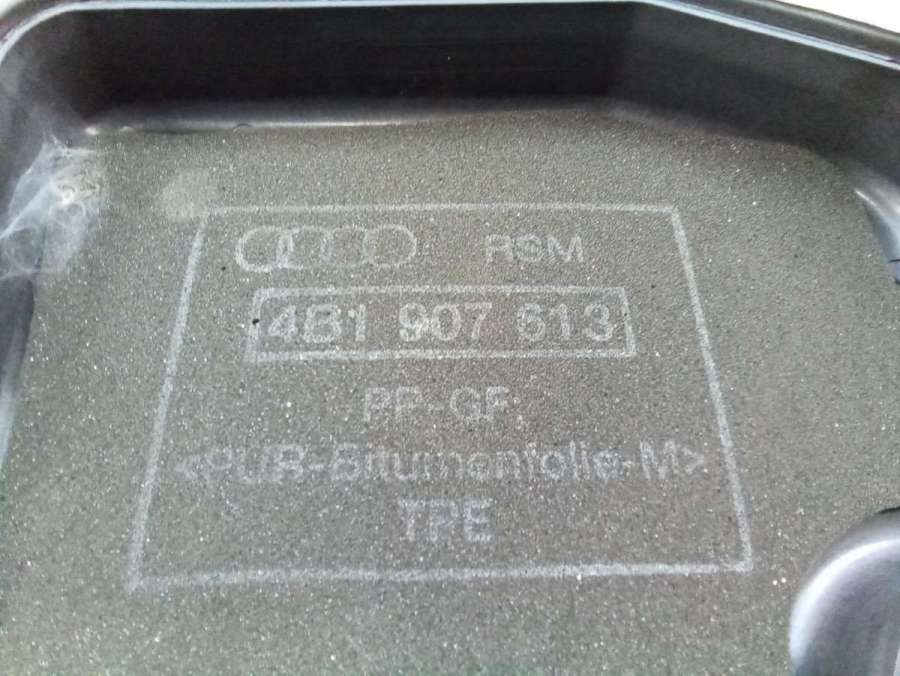 RSM
4B1 907 613
PP-GF
<PUR-Bitumenfolie-M>
TPE